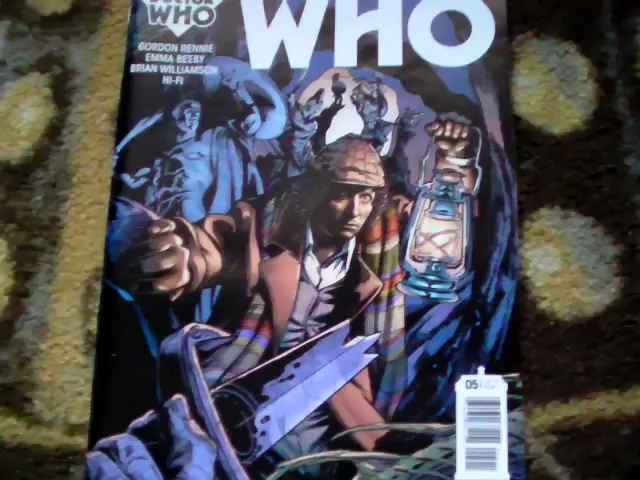 DOCTOR
WHO
WHO
GORDON RENNIE
EMMA BEEBY
BRIAN WILLIAMSON
HI-FI
05